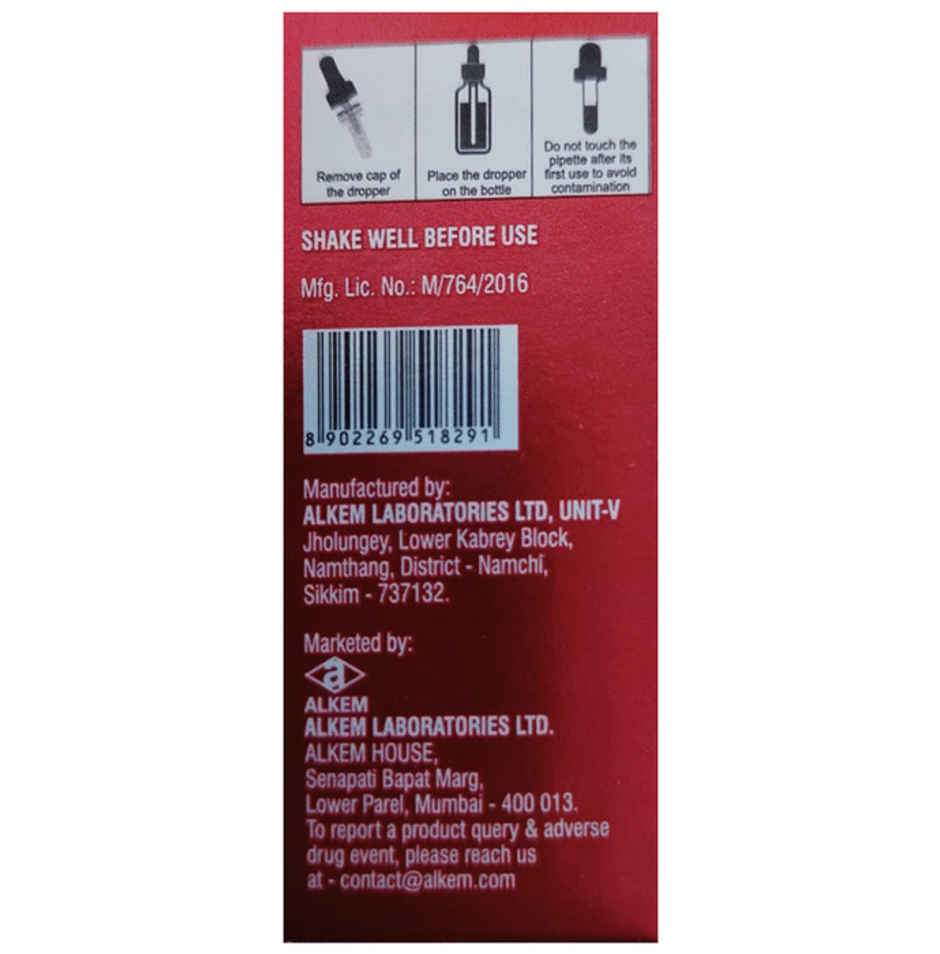 Remove cap of
the dropper
Place the dropper
on the bottle
Do not touch the
pipette after its
first use to avoid
contamination
SHAKE WELL BEFORE USE
Mfg. Lic. No.: M/764/2016
8 902269 518291
Manufactured by:
ALKEM LABORATORIES LTD, UNIT-V
Jholungey, Lower Kabrey Block,
Namthang, District - Namchi,
Sikkim - 737132.
Marketed by:
a
ALKEM
ALKEM LABORATORIES LTD.
ALKEM HOUSE,
Senapati Bapat Marg,
Lower Parel, Mumbai - 400 013.
To report a product query & adverse
drug event, please reach us
at - contact@alkem.com